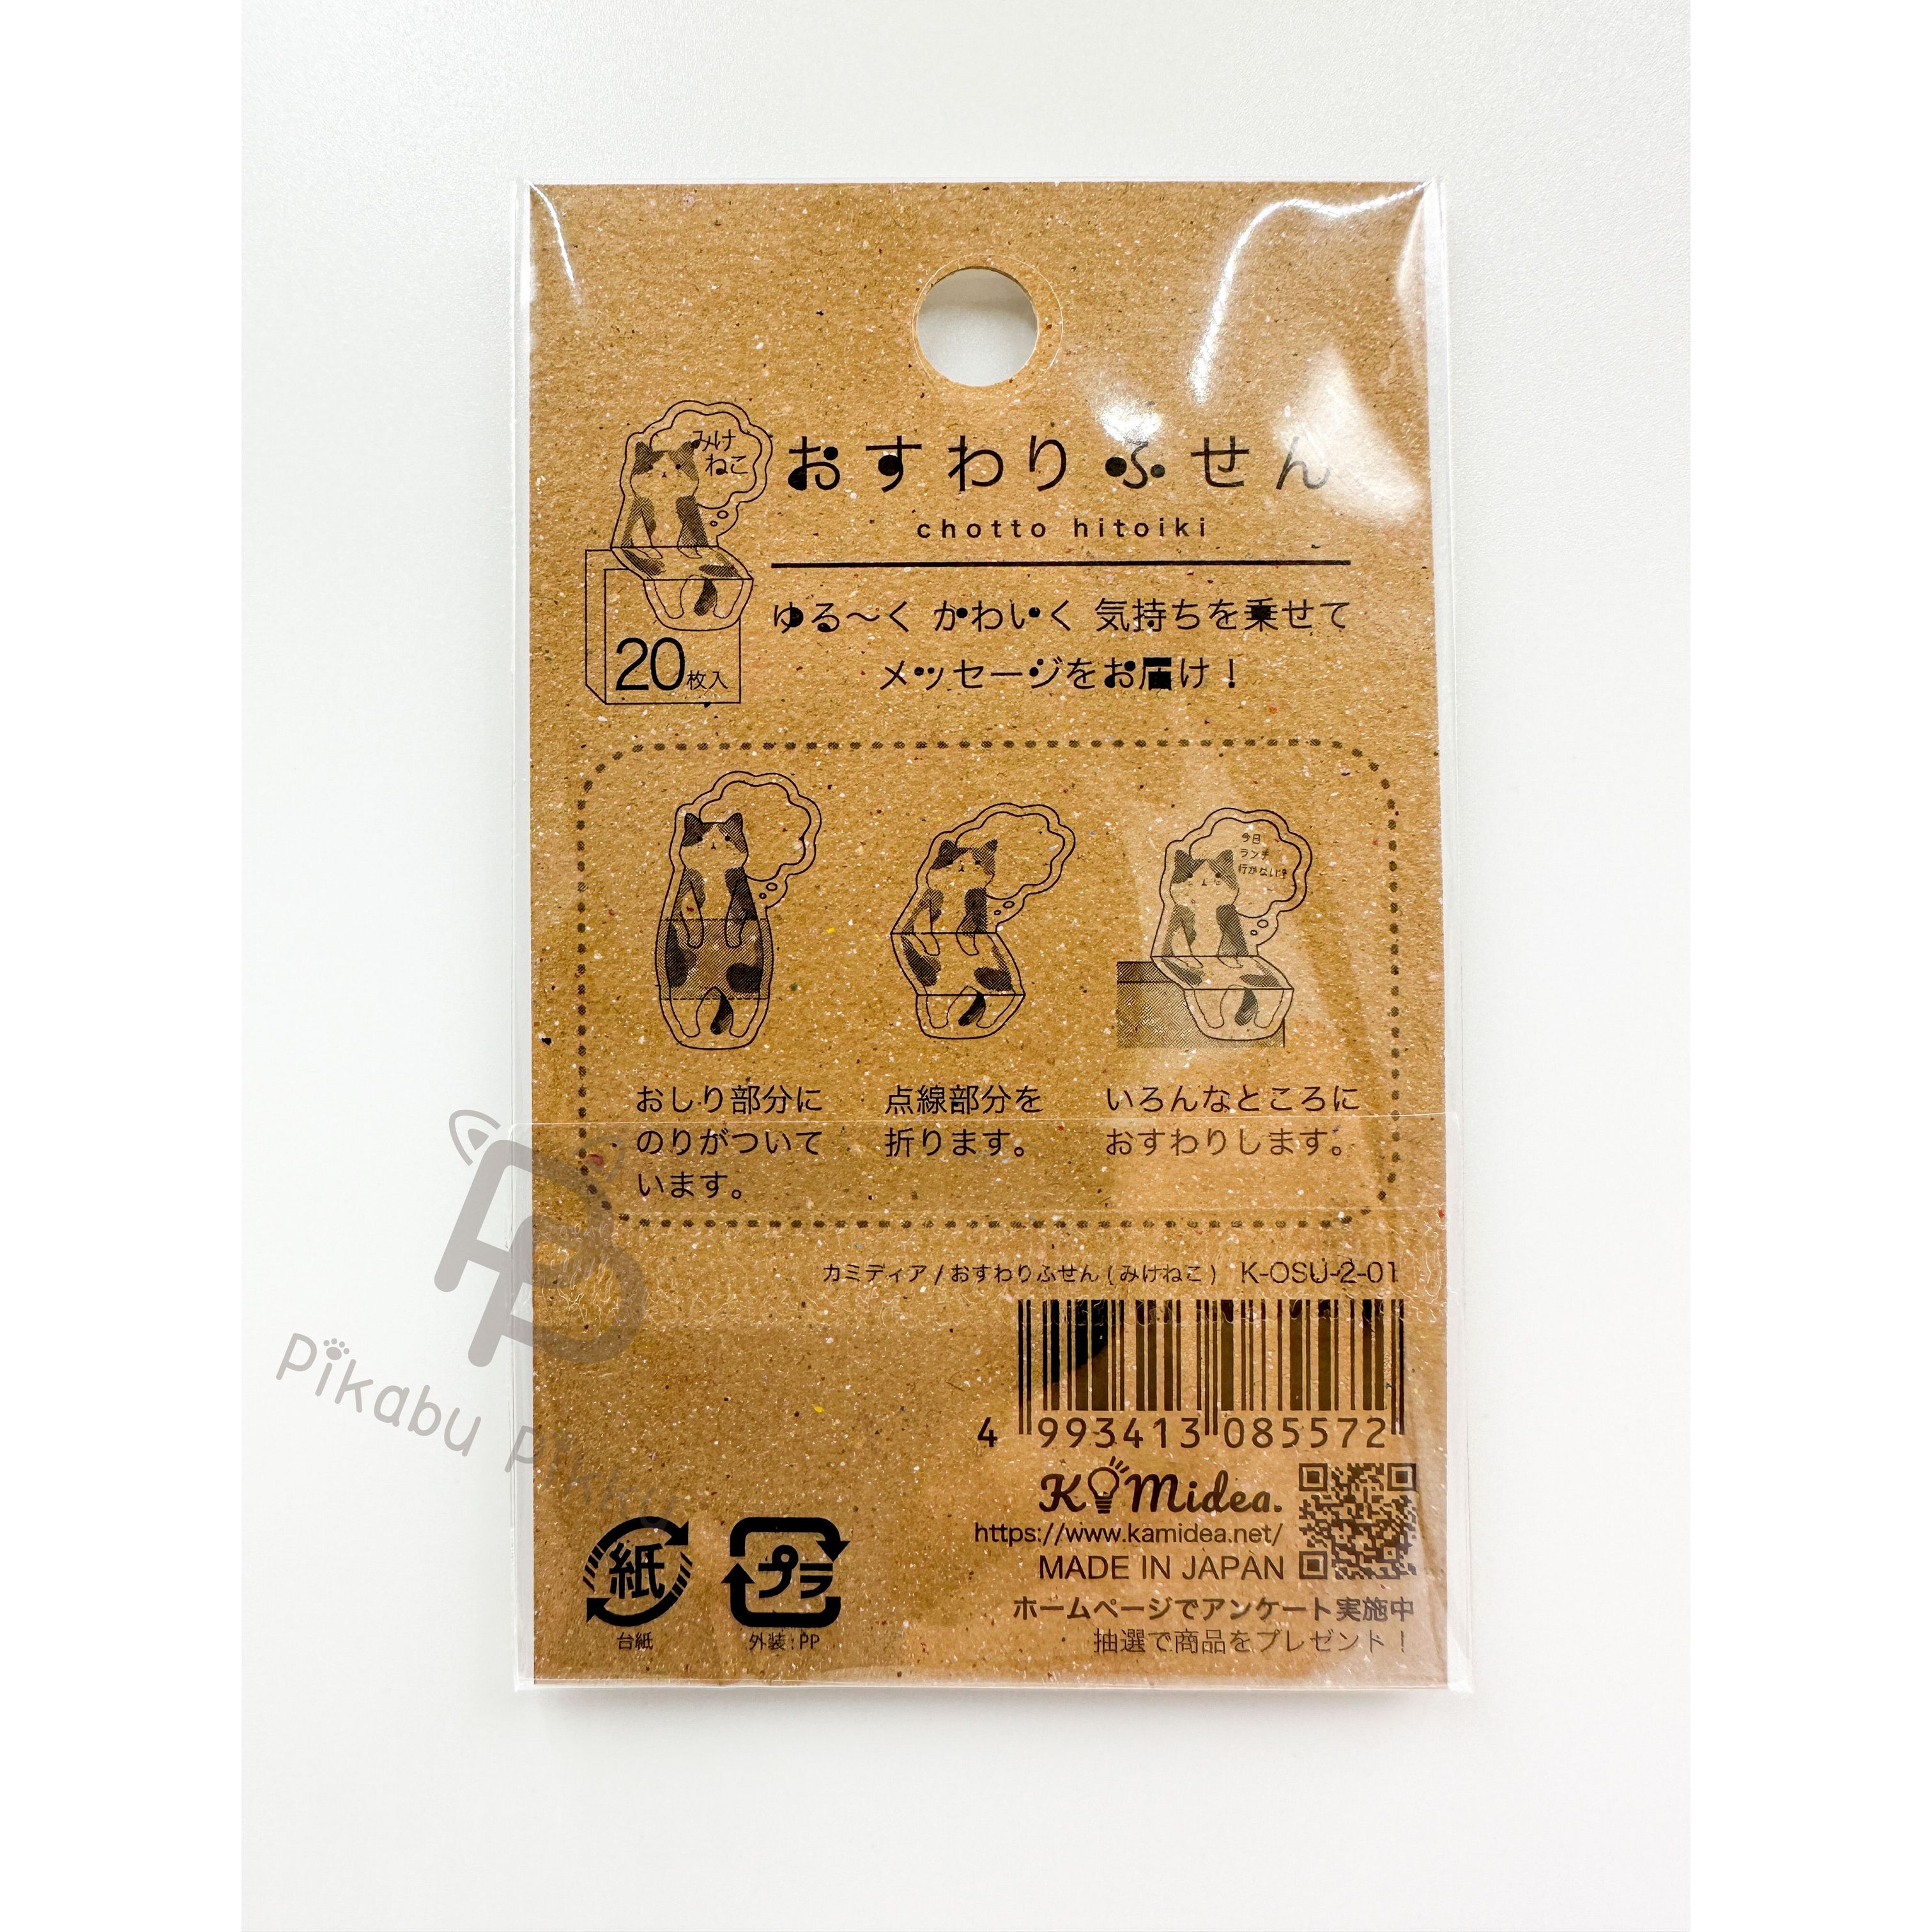 みけ
ねこ
おすわりふせん
chotto hitoiki
ゆる〜く かわいく 気持ちを乗せて
メッセージをお届け！
20枚入
今日
ランチ
行かない？
おしり部分に
のりがついて
います。
点線部分を
折ります。
いろんなところに
おすわりします。
カミディア / おすわりふせん ( みけねこ ) K-OSU-2-01
4 993413 085572
KAMidea.
https://www.kamidea.net/
MADE IN JAPAN
ホームページでアンケート実施中
抽選で商品をプレゼント！
紙
台紙
プラ
外装 : PP
PB
Pikabu Pikku